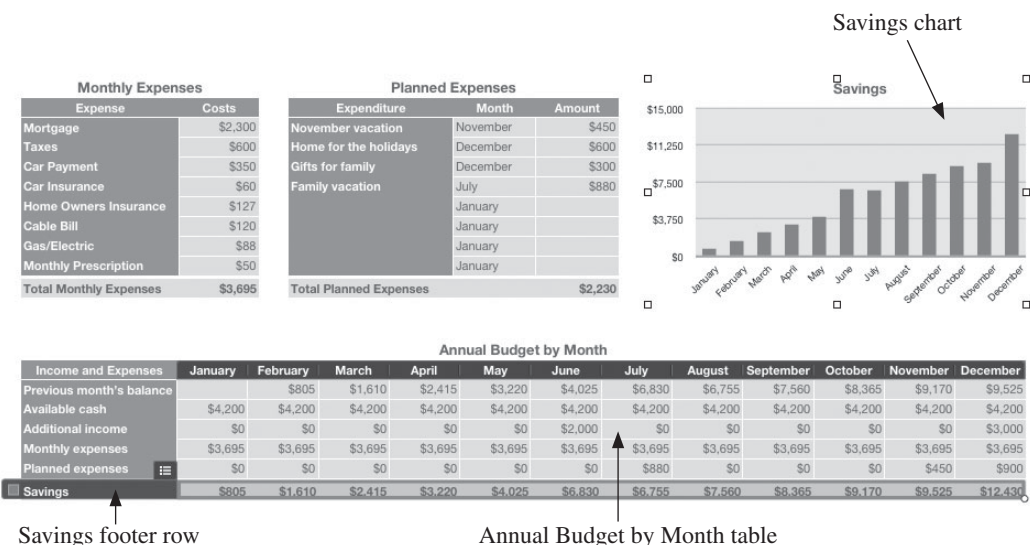 Savings chart
Monthly Expenses
Expense Costs
Mortgage $2,300
Taxes $600
Car Payment $350
Car Insurance $60
Home Owners Insurance $127
Cable Bill $120
Gas/Electric $88
Monthly Prescription $50
Total Monthly Expenses $3,695
Planned Expenses
Expenditure Month Amount
November vacation November $450
Home for the holidays December $600
Gifts for family December $300
Family vacation July $880
January
January
January
January
Total Planned Expenses $2,230
Savings
$15,000
$11,250
$7,500
$3,750
$0
January February March April May June July August September October November December
Annual Budget by Month
Income and Expenses January February March April May June July August September October November December
Previous month's balance $805 $1,610 $2,415 $3,220 $4,025 $6,830 $6,755 $7,560 $8,365 $9,170 $9,525
Available cash $4,200 $4,200 $4,200 $4,200 $4,200 $4,200 $4,200 $4,200 $4,200 $4,200 $4,200 $4,200
Additional income $0 $0 $0 $0 $0 $2,000 $0 $0 $0 $0 $0 $3,000
Monthly expenses $3,695 $3,695 $3,695 $3,695 $3,695 $3,695 $3,695 $3,695 $3,695 $3,695 $3,695 $3,695
Planned expenses $0 $0 $0 $0 $0 $0 $880 $0 $0 $0 $450 $900
Savings $805 $1,610 $2,415 $3,220 $4,025 $6,830 $6,755 $7,560 $8,365 $9,170 $9,525 $12,430
Savings footer row
Annual Budget by Month table